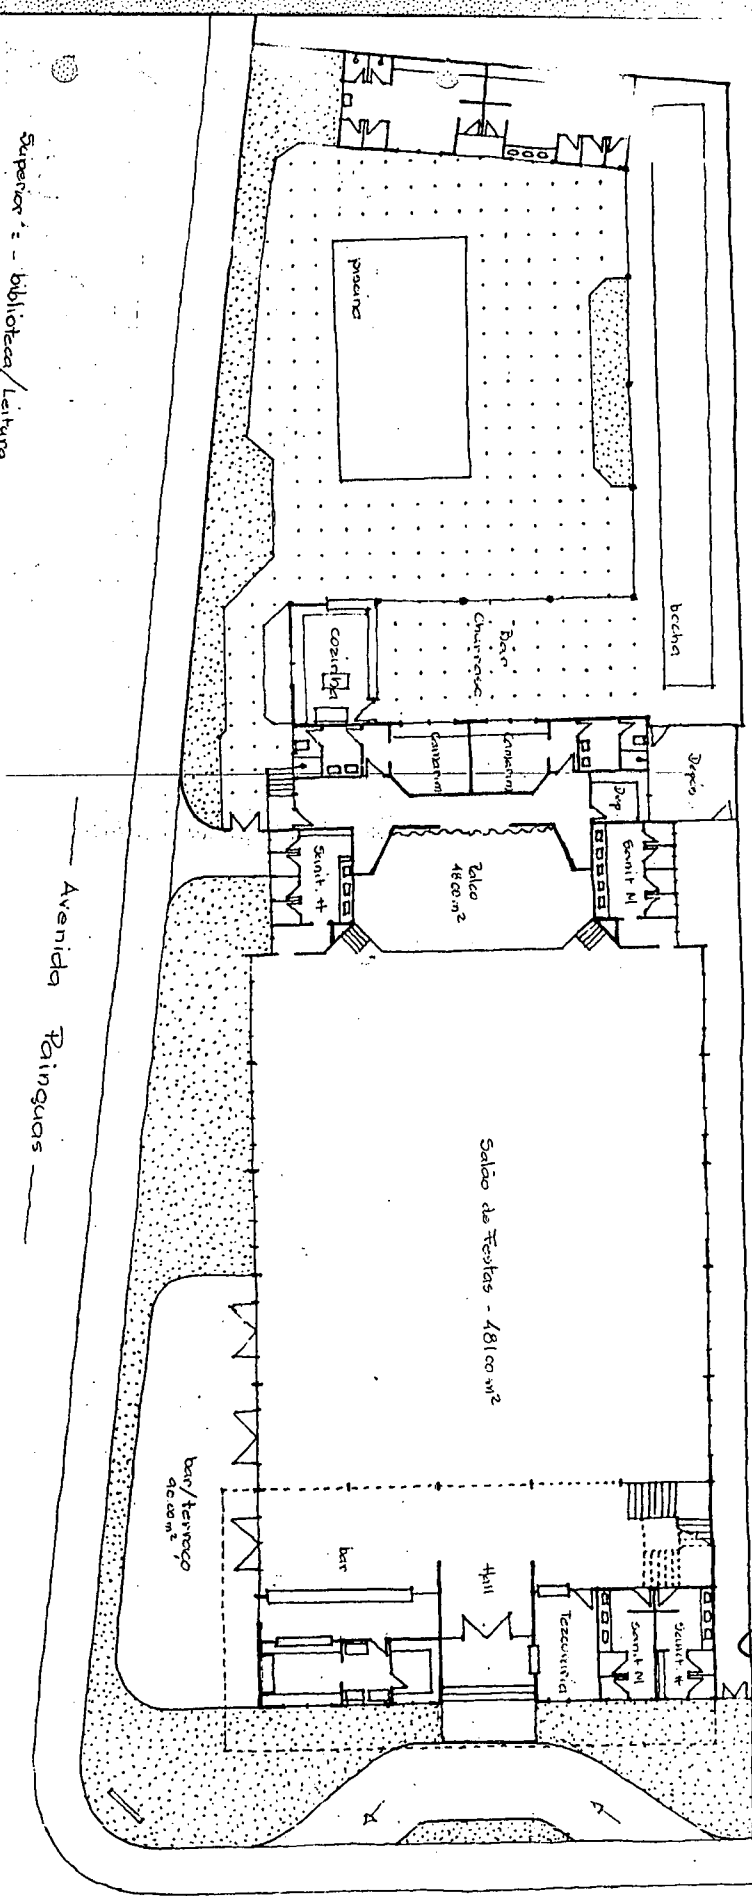 Superior: - biblioteca/Leitura
piscina
bocha
Bar
Churrasc.
cozinha
camarim
camarim
Depós.
Dep
Sanit H
Sanit M
Palco
48 00 m²
Avenida Painguas
Salão de Festas - 481 00 m²
bar/terraço
90.00 m²
bar
Hall
Tezouraria
Sanit M
Sanit H